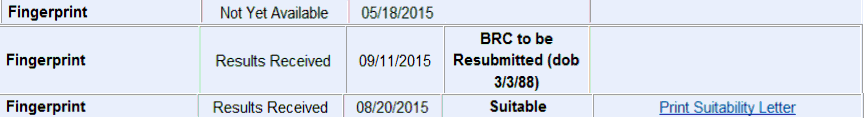 Fingerprint Not Yet Available 05/18/2015
BRC to be
Fingerprint Results Received 09/11/2015 Resubmitted (dob
3/3/88)
Fingerprint Results Received 08/20/2015 Suitable Print Suitability Letter